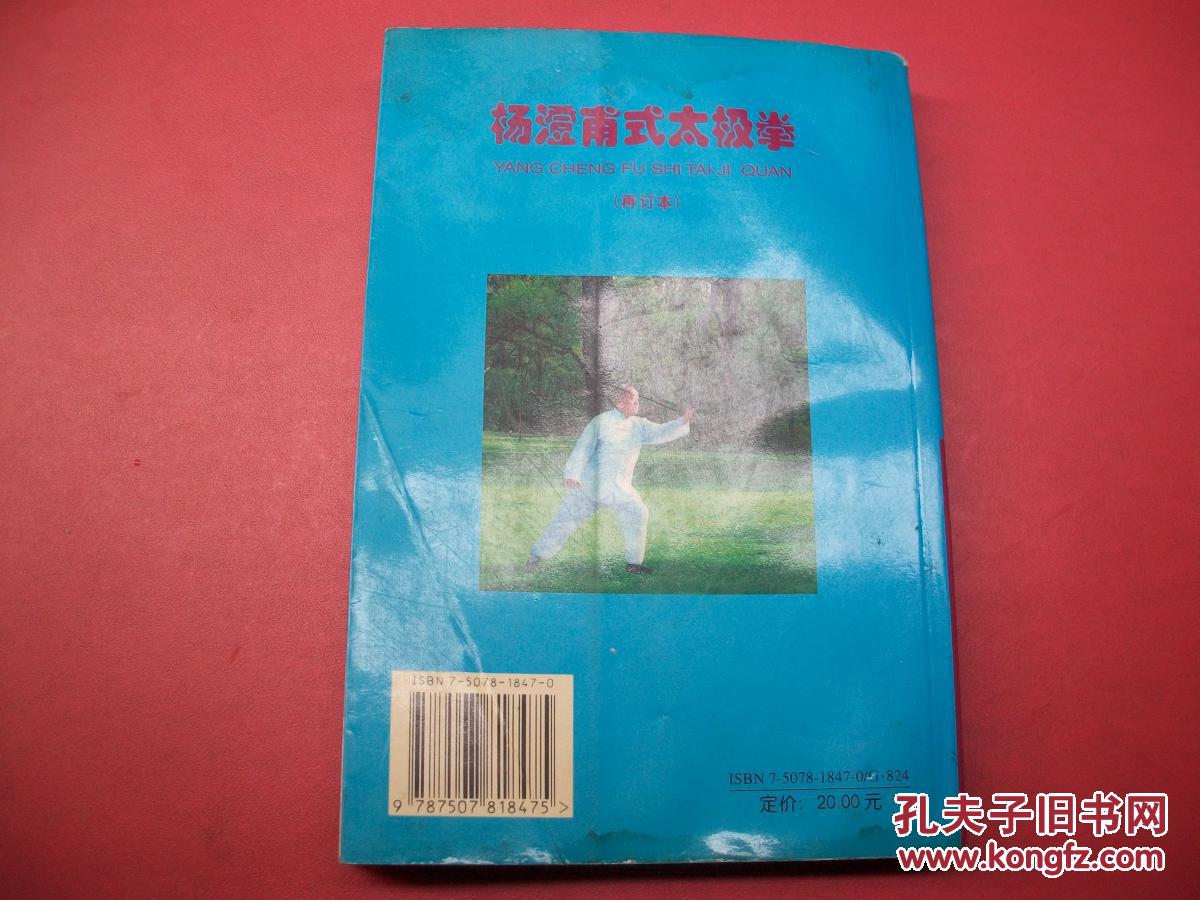 杨澄甫式太极拳
YANG CHENG FU SHI TAI JI QUAN
(再订本)
ISBN 7-5078-1847-0
9 787507 818475 >
ISBN 7-5078-1847-0/G·824
定价: 20.00元
孔夫子旧书网
www.kongfz.com